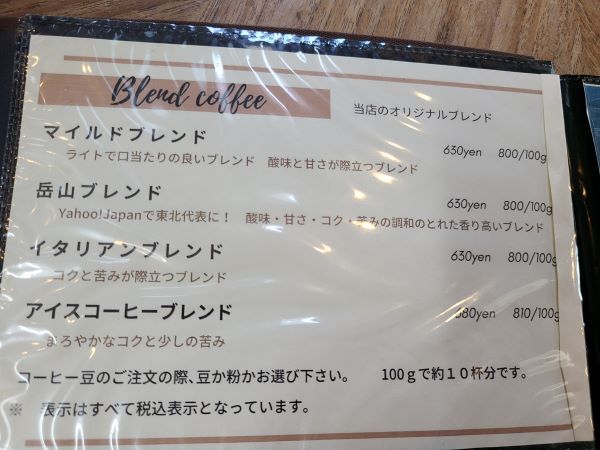 Blend coffee
当店のオリジナルブレンド
マイルドブレンド 630yen 800/100g
ライトで口当たりの良いブレンド 酸味と甘さが際立つブレンド
岳山ブレンド 630yen 800/100g
Yahoo!Japanで東北代表に！ 酸味・甘さ・コク・苦みの調和のとれた香り高いブレンド
イタリアンブレンド 630yen 800/100g
コクと苦みが際立つブレンド
アイスコーヒーブレンド 810/100g
まろやかなコクと少しの苦み
コーヒー豆のご注文の際、豆か粉かお選び下さい。 100gで約10杯分です。
※ 表示はすべて税込表示となっています。